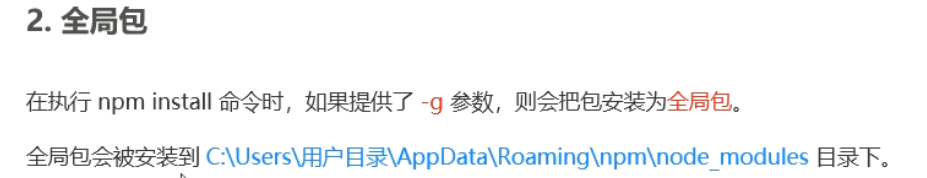 2. 全局包
在执行 npm install 命令时，如果提供了 -g 参数，则会把包安装为全局包。
全局包会被安装到 C:\Users\用户目录\AppData\Roaming\npm\node_modules 目录下。